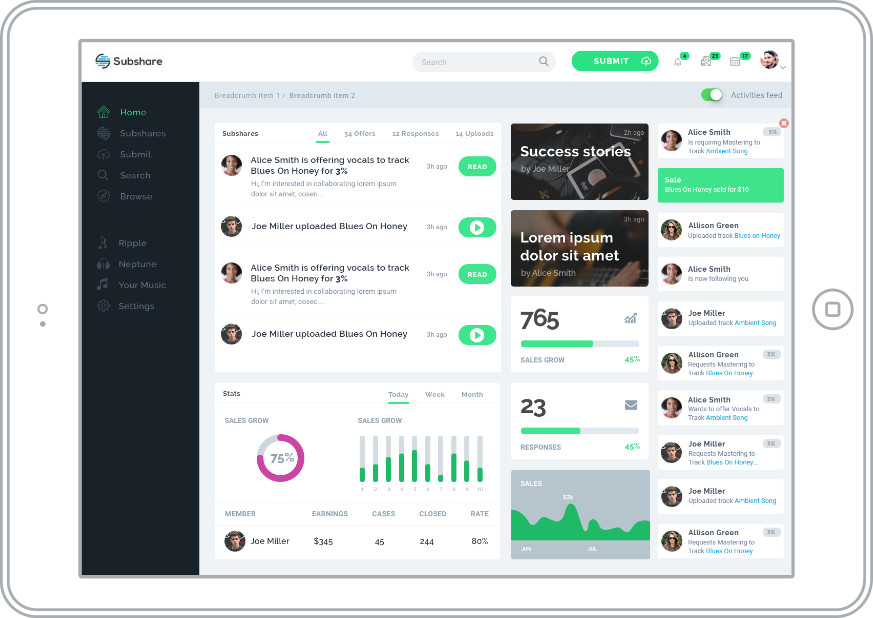 Subshare
Search
SUBMIT
4
23
17
Home
Subshares
Submit
Search
Browse
Ripple
Neptune
Your Music
Settings
Breadcrumb item 1 › Breadcrumb item 2
Activities feed
Subshares
All
34 Offers
12 Responses
14 Uploads
Alice Smith is offering vocals to track
Blues On Honey for 3%
Hi, I'm interested in collaborating lorem ipsum
dolor sit amet, cosec...
3h ago
READ
Joe Miller uploaded Blues On Honey
3h ago
Alice Smith is offering vocals to track
Blues On Honey for 3%
Hi, I'm interested in collaborating lorem ipsum
dolor sit amet, cosec...
3h ago
READ
Joe Miller uploaded Blues On Honey
3h ago
Stats
Today
Week
Month
SALES GROW
75%
SALES GROW
1 2 3 4 5 6 7 8 9 10
MEMBER EARNINGS CASES CLOSED RATE
Joe Miller $345 45 244 80%
2h ago
Success stories
by Joe Miller
3h ago
Lorem ipsum
dolor sit amet
by Alice Smith
765
SALES GROW 45%
23
RESPONSES 45%
SALES
$2k
JUN JUL
Alice Smith
5%
Is requiring Mastering to
Track Ambient Song
Sale
Blues On Honey sold for $10
Allison Green
Uploaded track Blues on Honey
Alice Smith
Is now following you
Joe Miller
Uploaded track Ambient Song
Allison Green
3%
Requests Mastering to
Track Blues On Honey
Alice Smith
5%
Wants to offer Vocals to
Track Ambient Song
Joe Miller
3%
Requests Mastering to
Track Blues On Honey...
Joe Miller
Uploaded track Ambient Song
Allison Green
3%
Requests Mastering to
Track Blues On Honey